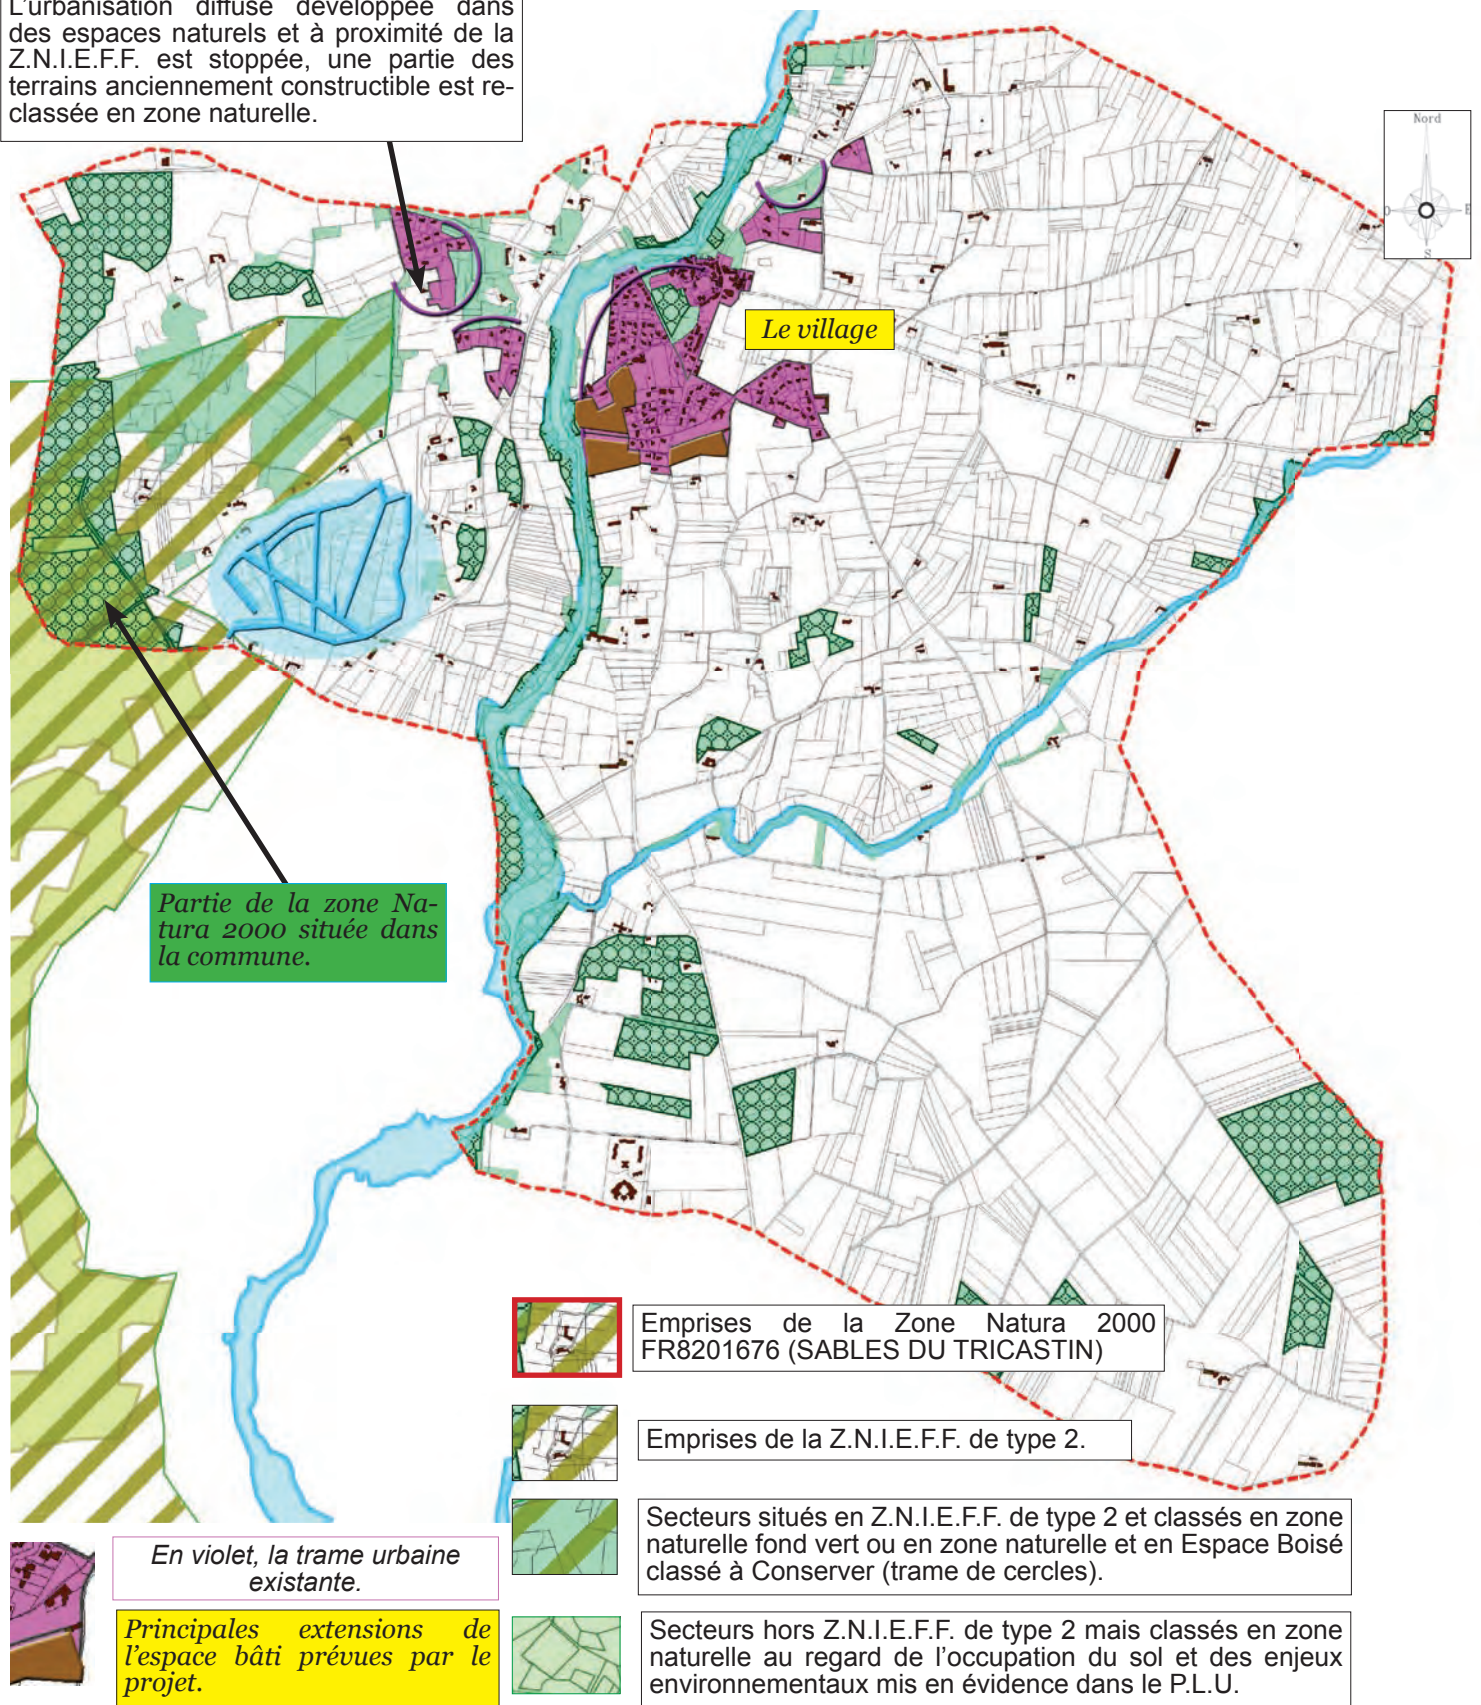 L'urbanisation diffuse développée dans
des espaces naturels et à proximité de la
Z.N.I.E.F.F. est stoppée, une partie des
terrains anciennement constructible est re-
classée en zone naturelle.
Nord
O
E
S
Le village
Partie de la zone Na-
tura 2000 située dans
la commune.
Emprises de la Zone Natura 2000
FR8201676 (SABLES DU TRICASTIN)
Emprises de la Z.N.I.E.F.F. de type 2.
Secteurs situés en Z.N.I.E.F.F. de type 2 et classés en zone
naturelle fond vert ou en zone naturelle et en Espace Boisé
classé à Conserver (trame de cercles).
En violet, la trame urbaine
existante.
Principales extensions de
l'espace bâti prévues par le
projet.
Secteurs hors Z.N.I.E.F.F. de type 2 mais classés en zone
naturelle au regard de l'occupation du sol et des enjeux
environnementaux mis en évidence dans le P.L.U.